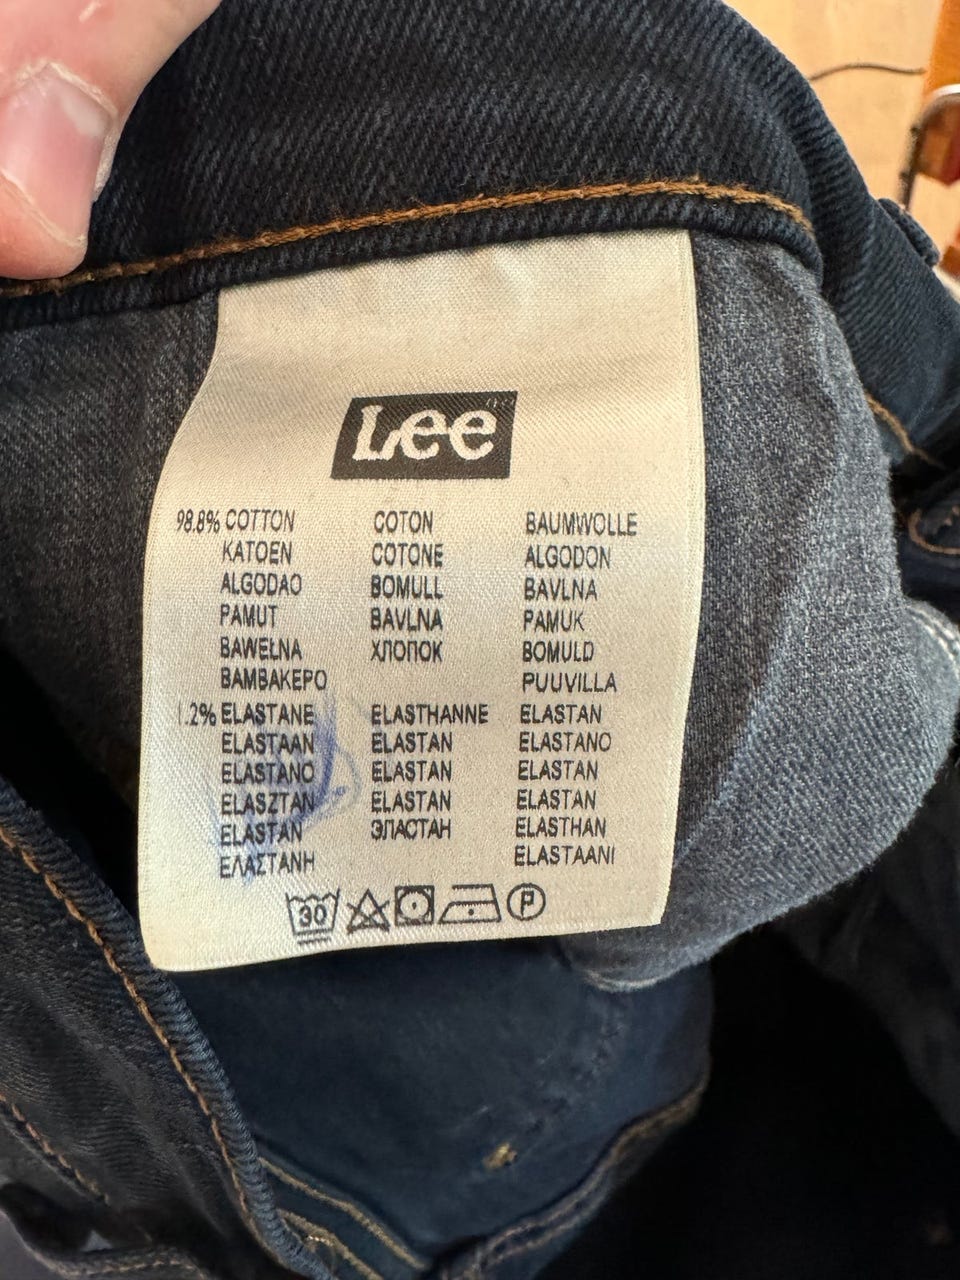 Lee
98.8% COTTON COTON BAUMWOLLE
KATOEN COTONE ALGODON
ALGODAO BOMULL BAVLNA
PAMUT BAVLNA PAMUK
BAWEŁNA ХЛОПОК BOMULD
ΒΑΜΒΑΚΕΡΟ PUUVILLA
1.2% ELASTANE ELASTHANNE ELASTAN
ELASTAAN ELASTAN ELASTANO
ELASTANO ELASTAN ELASTAN
ELASZTAN ELASTAN ELASTAN
ELASTAN ЭЛАСТАН ELASTHAN
ΕΛΑΣΤΑΝΗ ELASTAANI
30 P